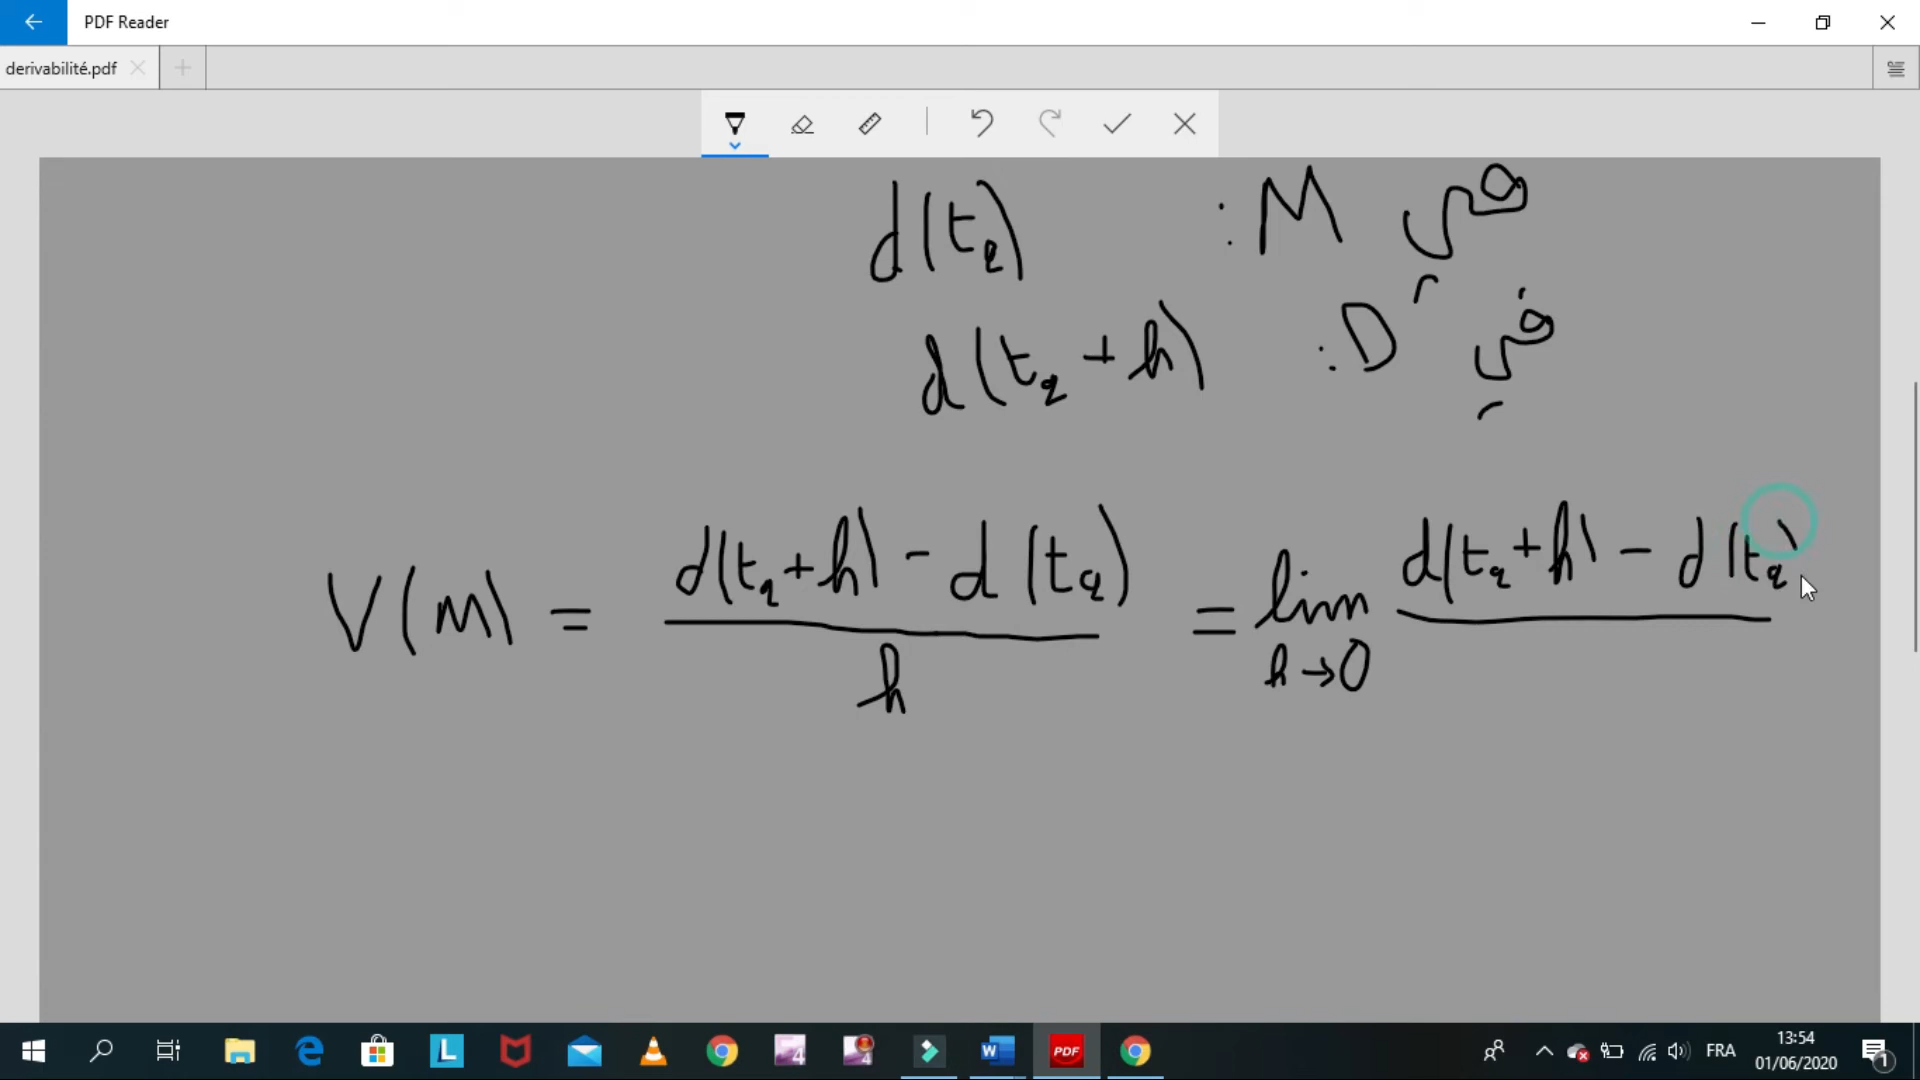 PDF Reader
derivabilité.pdf
d(t₂) : M في
d(t₂ + h) : D في
V(M) = d(t₂+h) - d(t₂) / h = lim h→0 d(t₂+h) - d(t₂)
FRA
13:54
01/06/2020
1